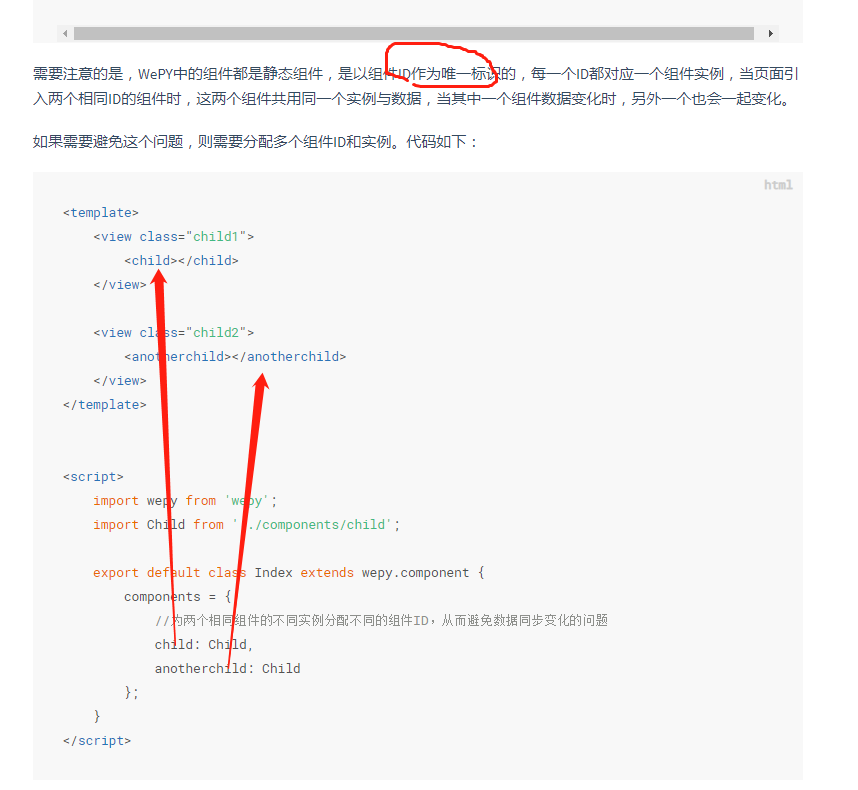 需要注意的是，WePY中的组件都是静态组件，是以组件ID作为唯一标识的，每一个ID都对应一个组件实例，当页面引
入两个相同ID的组件时，这两个组件共用同一个实例与数据，当其中一个组件数据变化时，另外一个也会一起变化。
如果需要避免这个问题，则需要分配多个组件ID和实例。代码如下：
html
<template>
<view class="child1">
<child></child>
</view>
<view class="child2">
<anotherchild></anotherchild>
</view>
</template>
<script>
import wepy from 'wepy';
import Child from '../components/child';
export default class Index extends wepy.component {
components = {
//为两个相同组件的不同实例分配不同的组件ID，从而避免数据同步变化的问题
child: Child,
anotherchild: Child
};
}
</script>